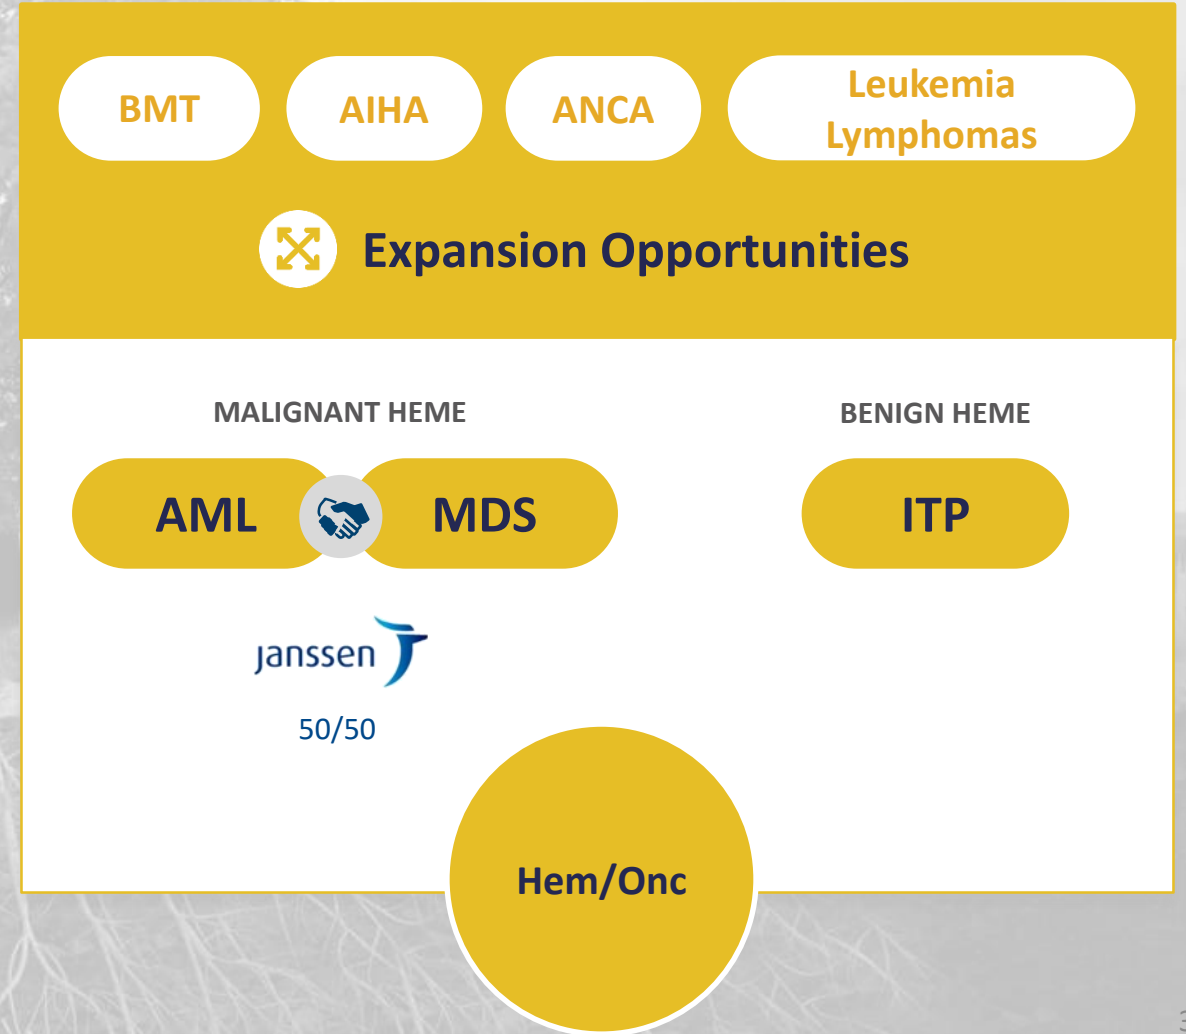 BMT
AIHA
ANCA
Leukemia
Lymphomas
Expansion Opportunities
MALIGNANT HEME
BENIGN HEME
AML
MDS
ITP
janssen
50/50
Hem/Onc